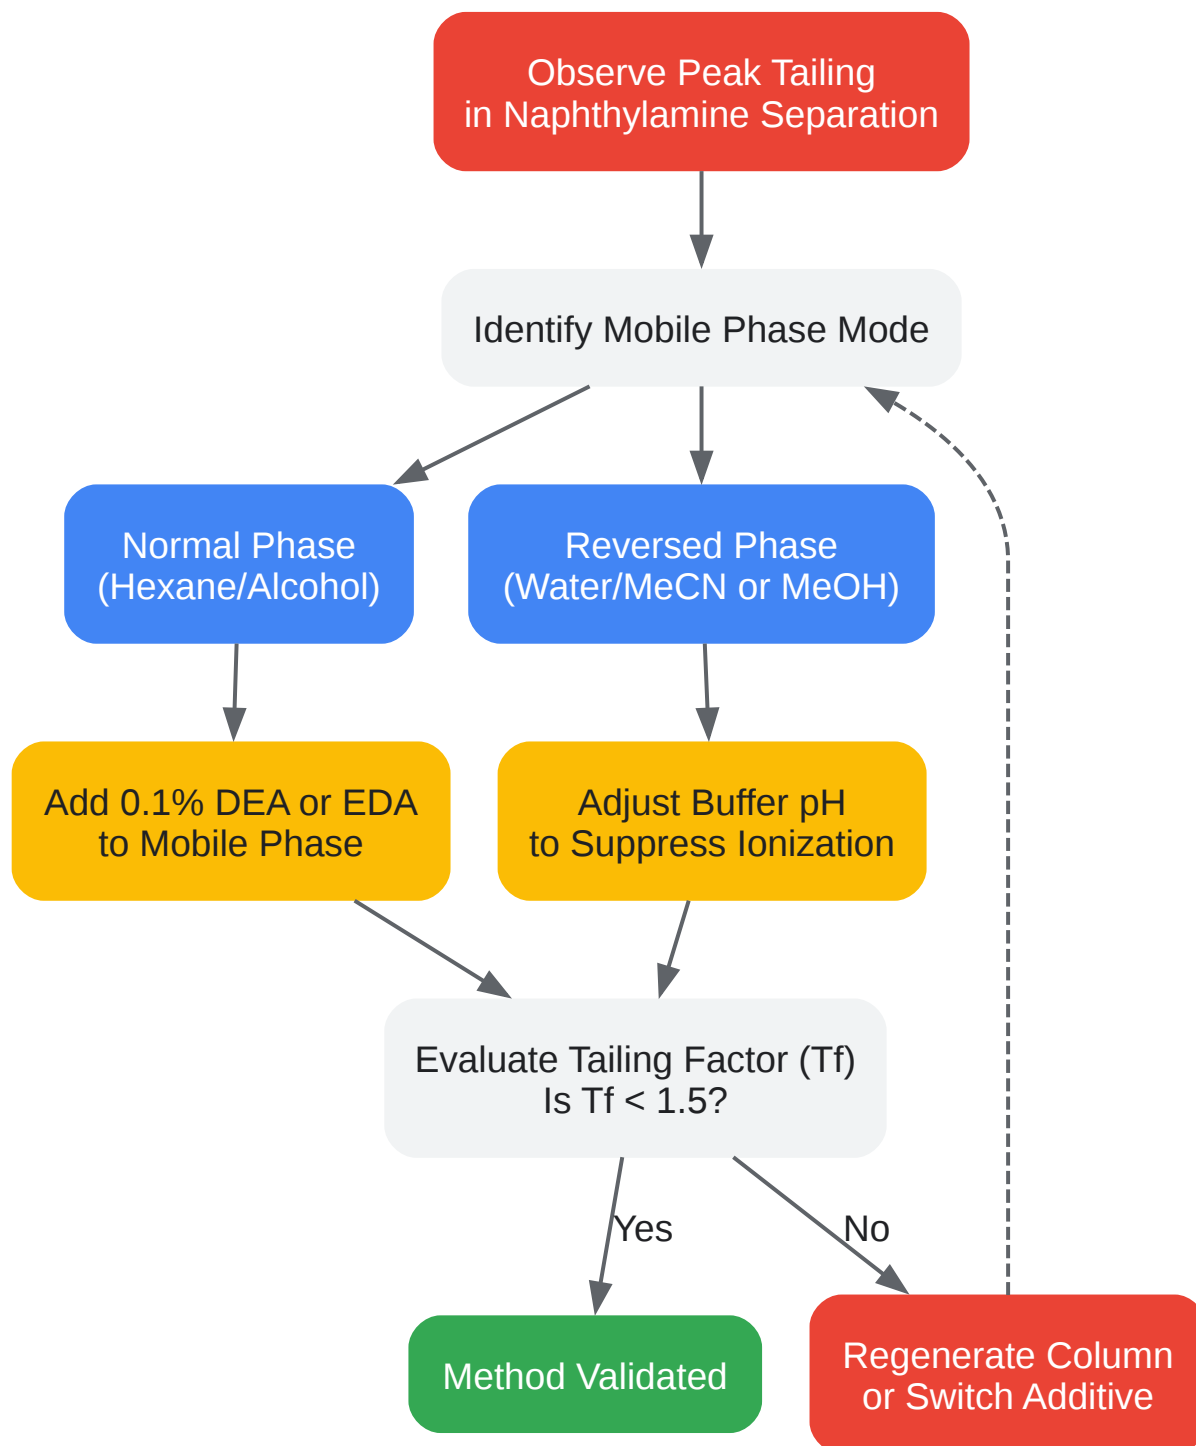 Observe Peak Tailing
in Naphthylamine Separation
Identify Mobile Phase Mode
Normal Phase
(Hexane/Alcohol)
Reversed Phase
(Water/MeCN or MeOH)
Add 0.1% DEA or EDA
to Mobile Phase
Adjust Buffer pH
to Suppress Ionization
Evaluate Tailing Factor (Tf)
Is Tf < 1.5?
Yes
No
Method Validated
Regenerate Column
or Switch Additive